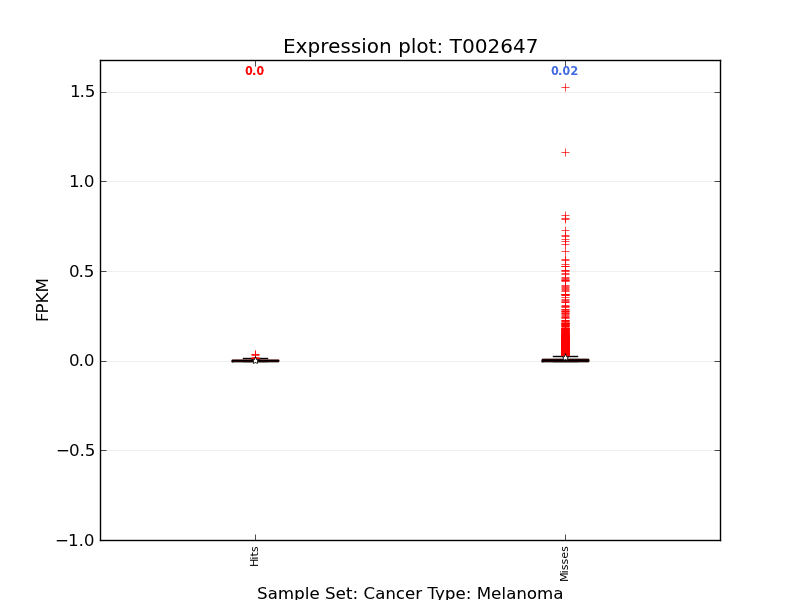 Expression plot: T002647
0.0
0.02
1.5
1.0
0.5
0.0
−0.5
−1.0
FPKM
Hits
Misses
Sample Set: Cancer Type: Melanoma